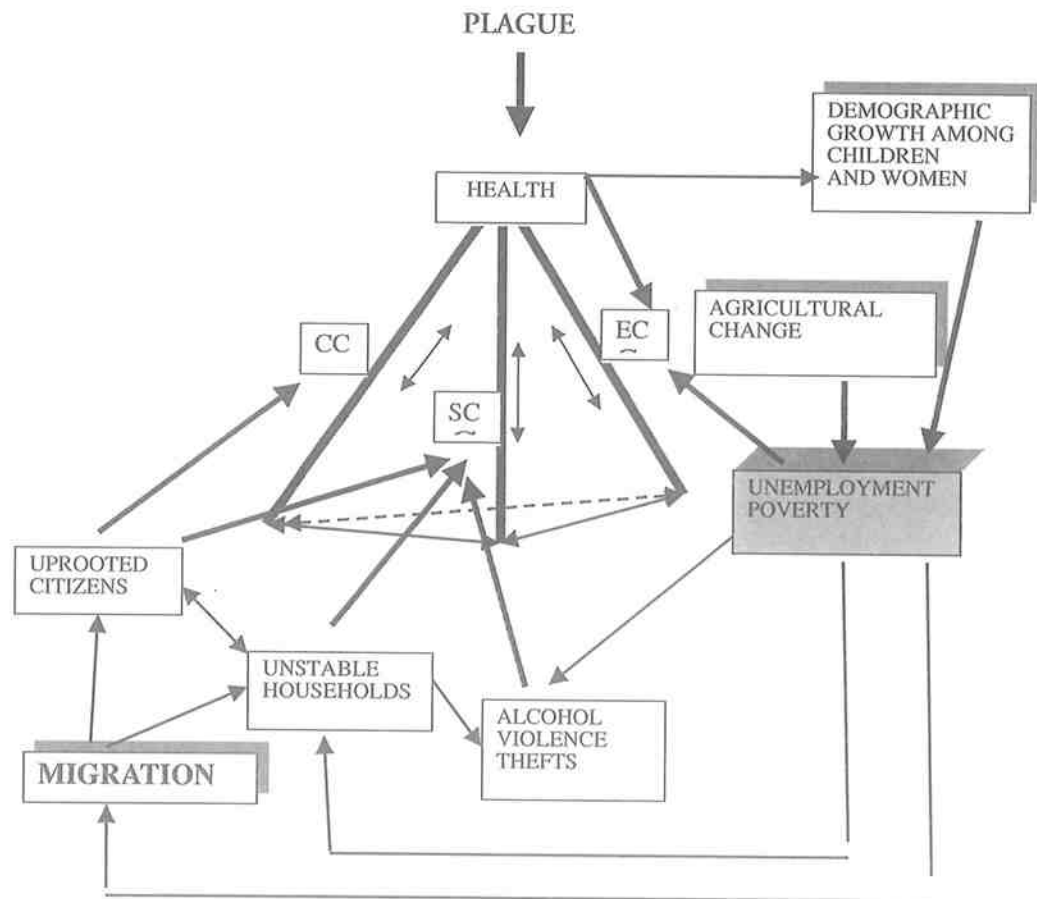 PLAGUE
DEMOGRAPHIC
GROWTH AMONG
CHILDREN
AND WOMEN
HEALTH
AGRICULTURAL
CHANGE
EC
CC
SC
UNEMPLOYMENT
POVERTY
UPROOTED
CITIZENS
UNSTABLE
HOUSEHOLDS
ALCOHOL
VIOLENCE
THEFTS
MIGRATION